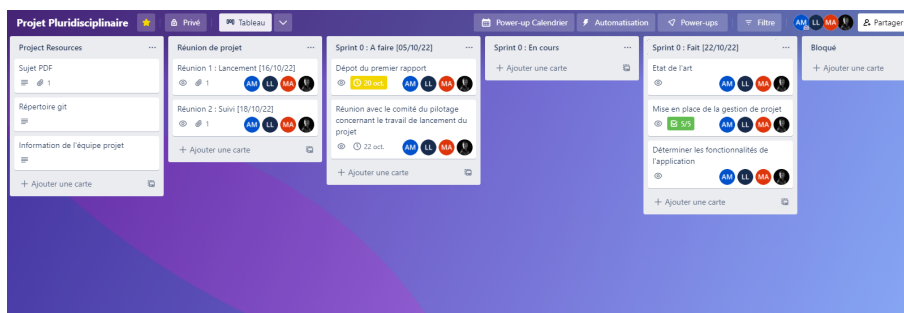 Projet Pluridisciplinaire
Privé
Tableau
Power-up Calendrier
Automatisation
Power-ups
Filtre
AM LL MA
Partager
Project Resources ...
Sujet PDF
1
Répertoire git
Information de l'équipe projet
+ Ajouter une carte
Réunion de projet ...
Réunion 1 : Lancement [16/10/22]
1 AM LL MA
Réunion 2 : Suivi [18/10/22]
1 AM LL MA
+ Ajouter une carte
Sprint 0 : A faire [05/10/22] ...
Dépot du premier rapport
20 oct. AM LL MA
Réunion avec le comité du pilotage
concernant le travail de lancement du
projet
22 oct. AM LL MA
+ Ajouter une carte
Sprint 0 : En cours ...
+ Ajouter une carte
Sprint 0 : Fait [22/10/22] ...
Etat de l'art
AM LL MA
Mise en place de la gestion de projet
5/5 AM LL MA
Déterminer les fonctionnalités de
l'application
AM LL MA
+ Ajouter une carte
Bloqué
+ Ajouter une carte